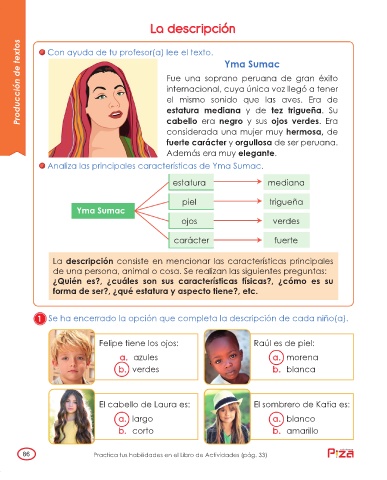 La descripción
Producción de textos
Con ayuda de tu profesor(a) lee el texto.
Yma Sumac
Fue una soprano peruana de gran éxito
internacional, cuya única voz llegó a tener
el mismo sonido que las aves. Era de
estatura mediana y de tez trigueña. Su
cabello era negro y sus ojos verdes. Era
considerada una mujer muy hermosa, de
fuerte carácter y orgullosa de ser peruana.
Además era muy elegante.
Analiza las principales características de Yma Sumac.
Yma Sumac
estatura mediana
piel trigueña
ojos verdes
carácter fuerte
La descripción consiste en mencionar las características principales
de una persona, animal o cosa. Se realizan las siguientes preguntas:
¿Quién es?, ¿cuáles son sus características físicas?, ¿cómo es su
forma de ser?, ¿qué estatura y aspecto tiene?, etc.
1 Se ha encerrado la opción que completa la descripción de cada niño(a).
Felipe tiene los ojos:
a. azules
b. verdes
Raúl es de piel:
a. morena
b. blanca
El cabello de Laura es:
a. largo
b. corto
El sombrero de Katia es:
a. blanco
b. amarillo
86
Practica tus habilidades en el Libro de Actividades (pág. 33)